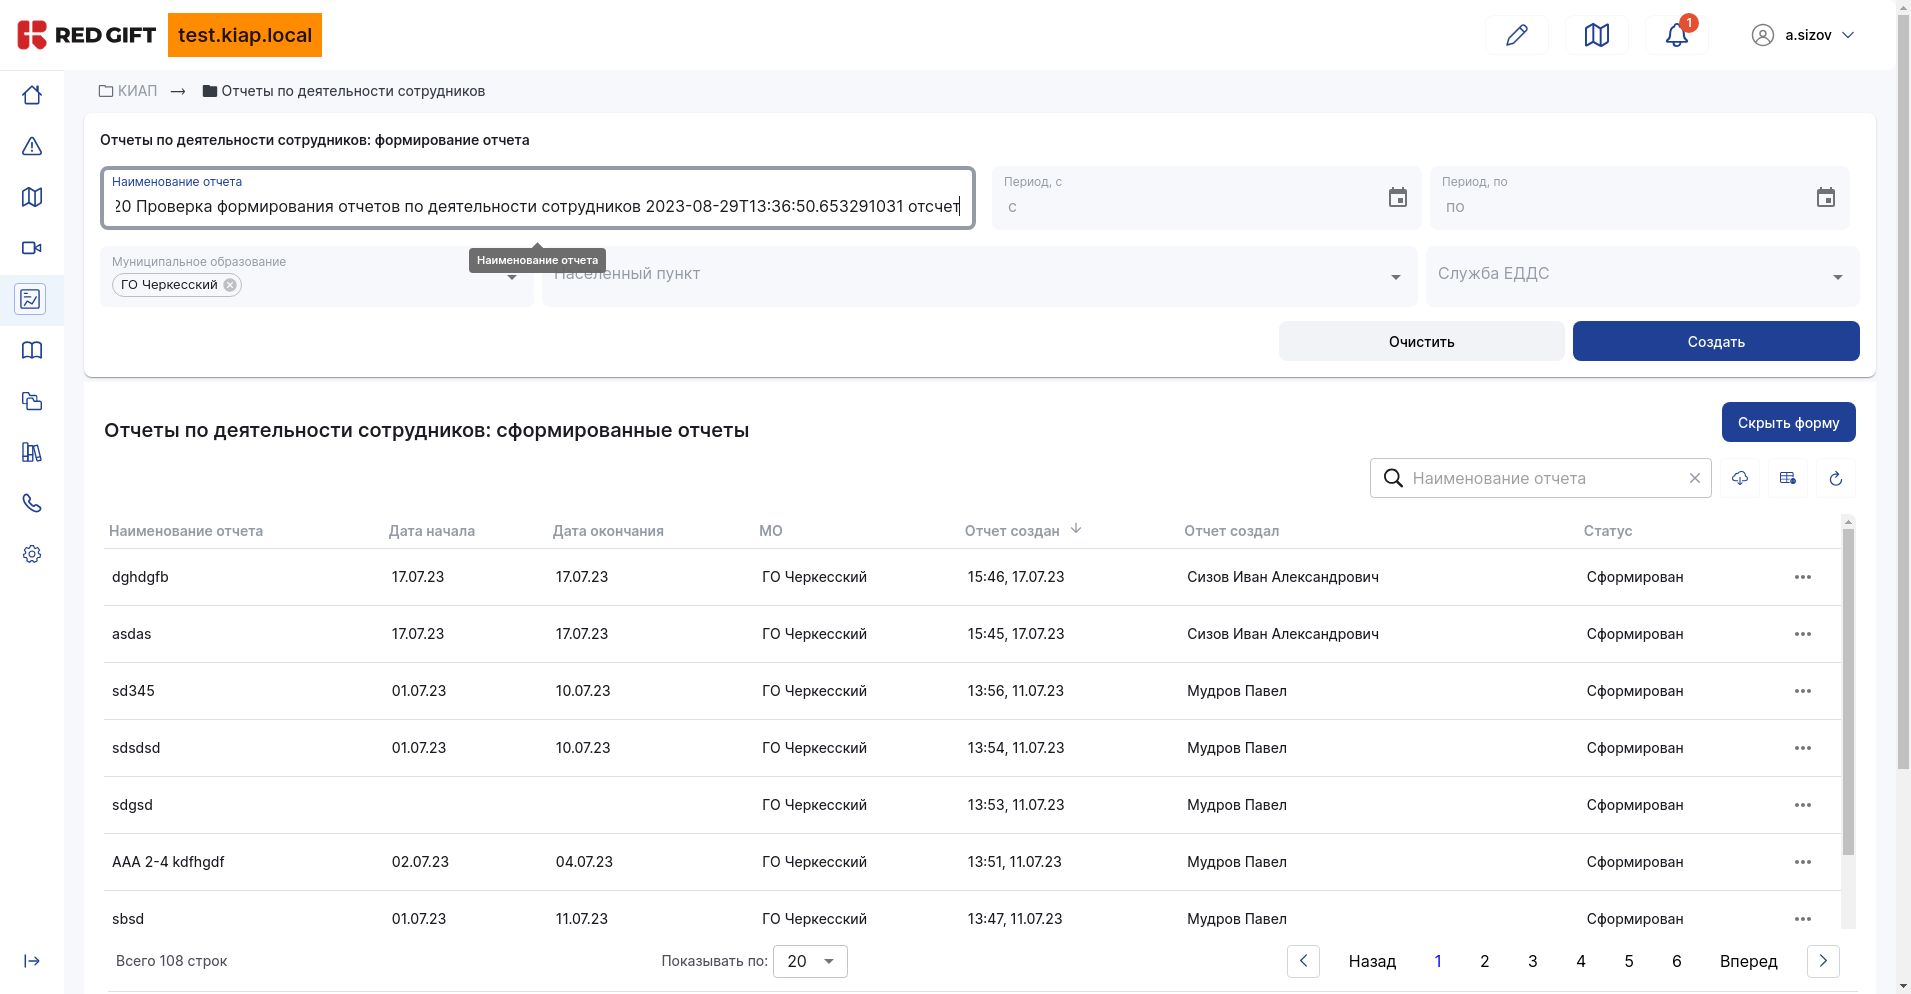 RED GIFT
test.kiap.local
1
a.sizov
КИАП → Отчеты по деятельности сотрудников
Отчеты по деятельности сотрудников: формирование отчета
Наименование отчета
20 Проверка формирования отчетов по деятельности сотрудников 2023-08-29T13:36:50.653291031 отсчет
Период, с
с
Период, по
по
Наименование отчета
Муниципальное образование
ГО Черкесский
Населенный пункт
Служба ЕДДС
Очистить
Создать
Отчеты по деятельности сотрудников: сформированные отчеты
Скрыть форму
Наименование отчета
Наименование отчета Дата начала Дата окончания МО Отчет создан Отчет создал Статус
dghdgfb 17.07.23 17.07.23 ГО Черкесский 15:46, 17.07.23 Сизов Иван Александрович Сформирован
asdas 17.07.23 17.07.23 ГО Черкесский 15:45, 17.07.23 Сизов Иван Александрович Сформирован
sd345 01.07.23 10.07.23 ГО Черкесский 13:56, 11.07.23 Мудров Павел Сформирован
sdsdsd 01.07.23 10.07.23 ГО Черкесский 13:54, 11.07.23 Мудров Павел Сформирован
sdgsd ГО Черкесский 13:53, 11.07.23 Мудров Павел Сформирован
AAA 2-4 kdfhgdf 02.07.23 04.07.23 ГО Черкесский 13:51, 11.07.23 Мудров Павел Сформирован
sbsd 01.07.23 11.07.23 ГО Черкесский 13:47, 11.07.23 Мудров Павел Сформирован
Всего 108 строк
Показывать по: 20
Назад 1 2 3 4 5 6 Вперед